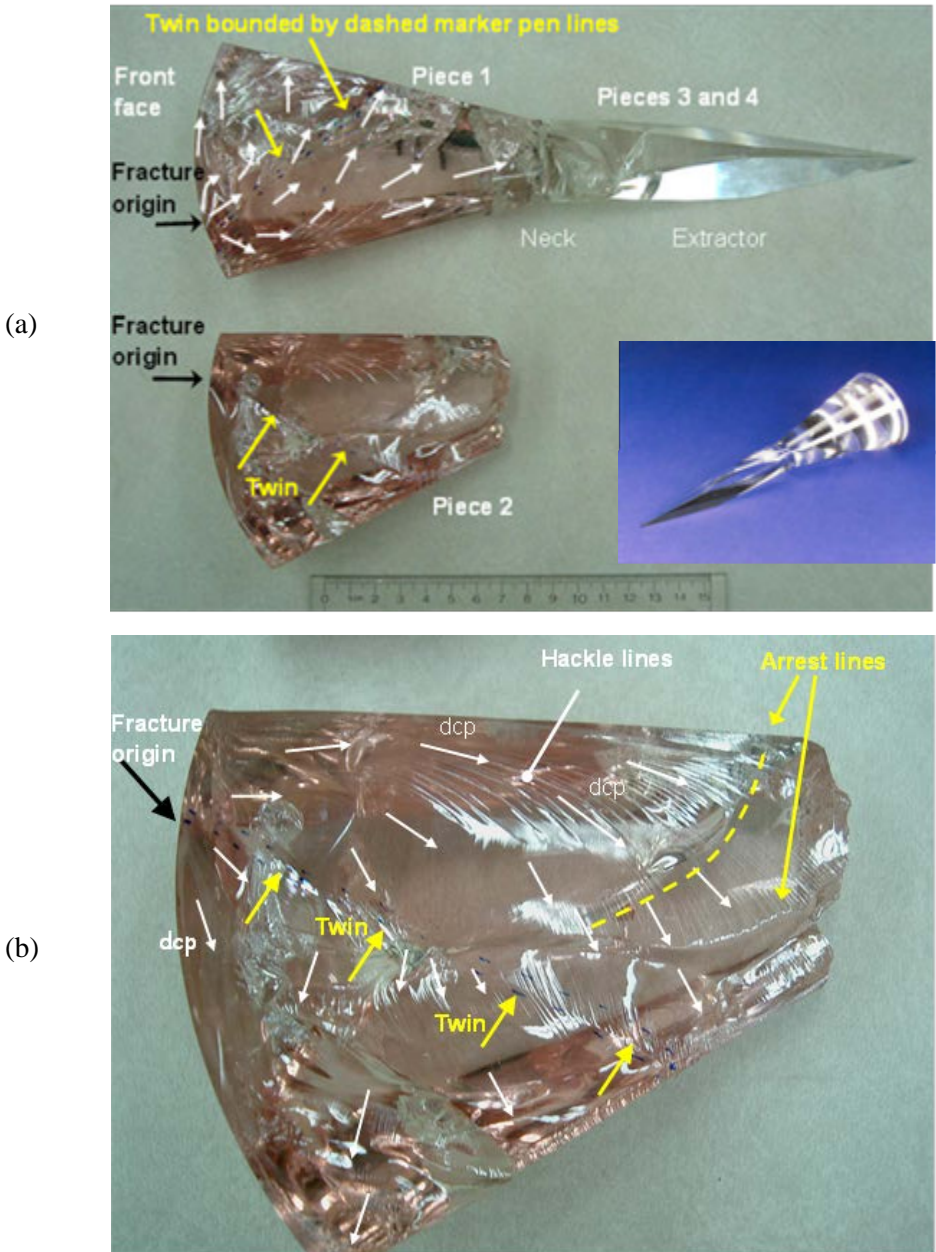 (a)
Twin bounded by dashed marker pen lines
Front
face
Piece 1
Pieces 3 and 4
Fracture
origin
Neck
Extractor
Fracture
origin
Twin
Piece 2
0 1cm 2 3 4 5 6 7 8 9 10 11 12 13 14 15
(b)
Hackle lines
Arrest lines
Fracture
origin
dcp
dcp
Twin
dcp
Twin